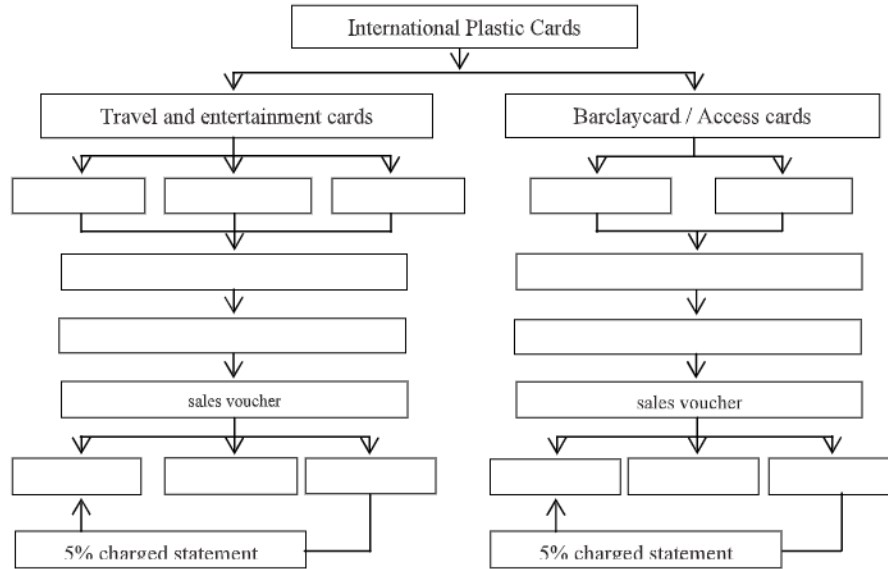 International Plastic Cards
Travel and entertainment cards
Barclaycard / Access cards
sales voucher
sales voucher
5% charged statement
5% charged statement